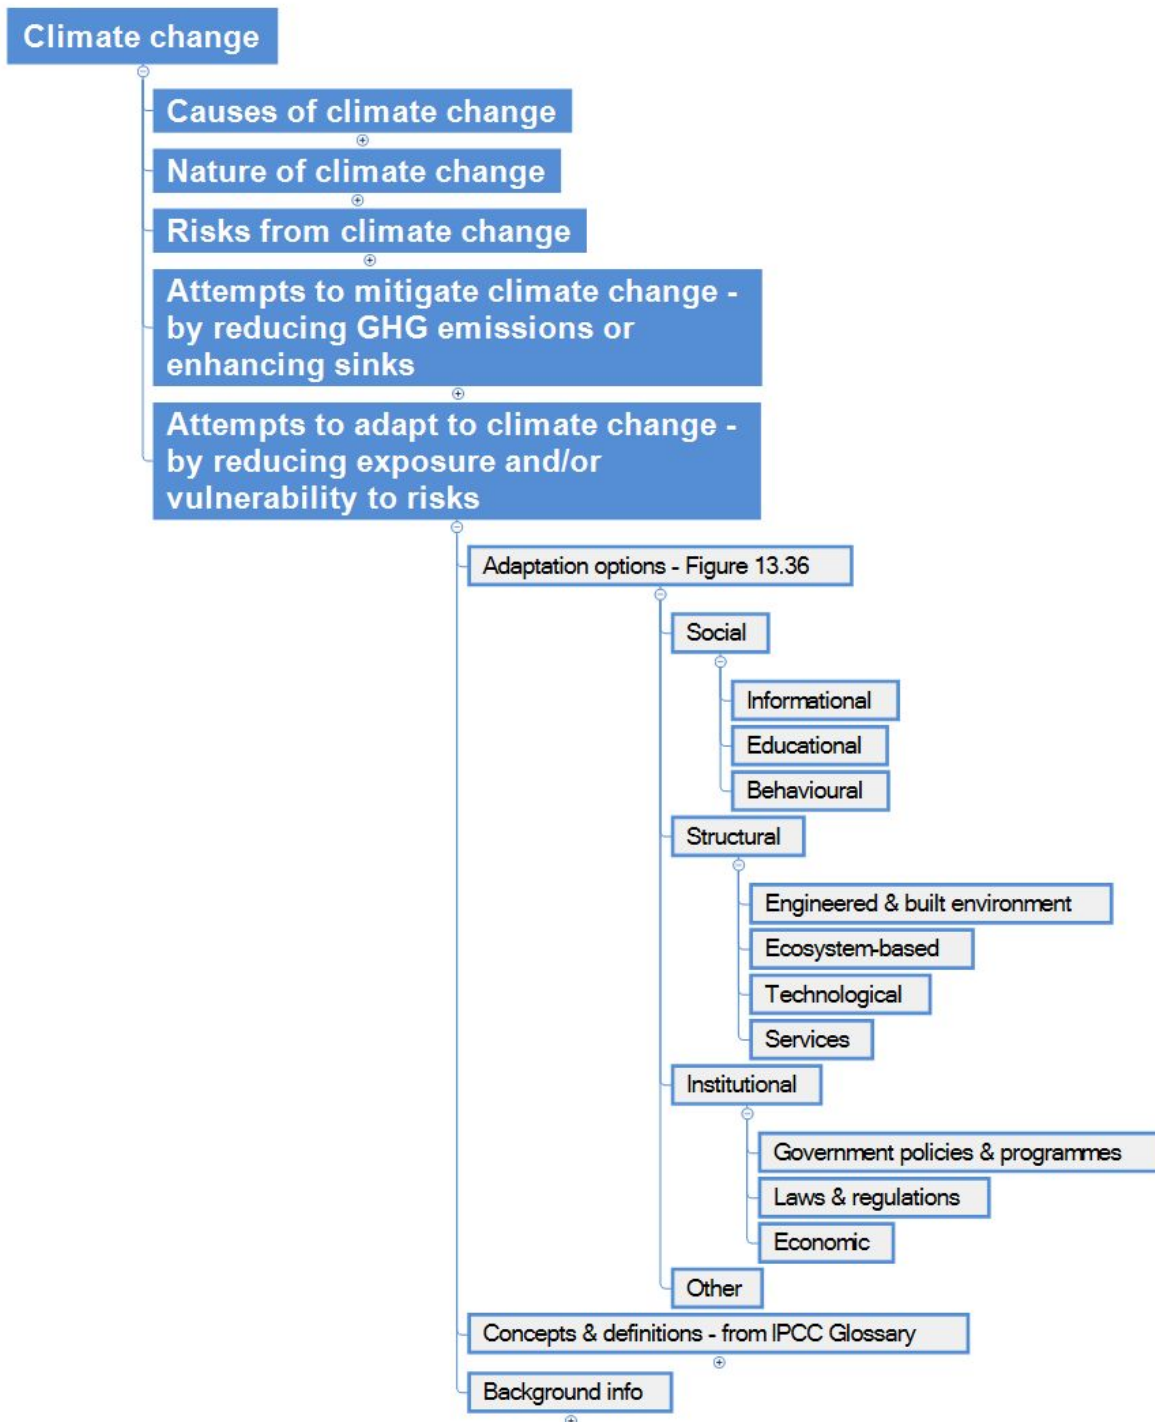 Climate change
Causes of climate change
Nature of climate change
Risks from climate change
Attempts to mitigate climate change -
by reducing GHG emissions or
enhancing sinks
Attempts to adapt to climate change -
by reducing exposure and/or
vulnerability to risks
Adaptation options - Figure 13.36
Social
Informational
Educational
Behavioural
Structural
Engineered & built environment
Ecosystem-based
Technological
Services
Institutional
Government policies & programmes
Laws & regulations
Economic
Other
Concepts & definitions - from IPCC Glossary
Background info